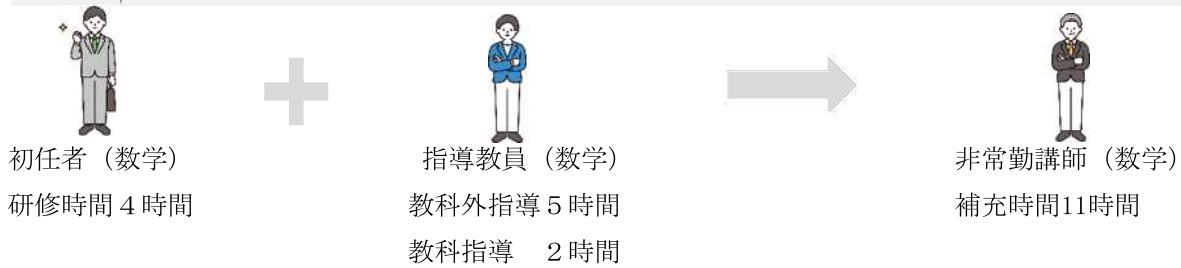 初任者（数学）
研修時間４時間
指導教員（数学）
教科外指導５時間
教科指導　２時間
非常勤講師（数学）
補充時間11時間